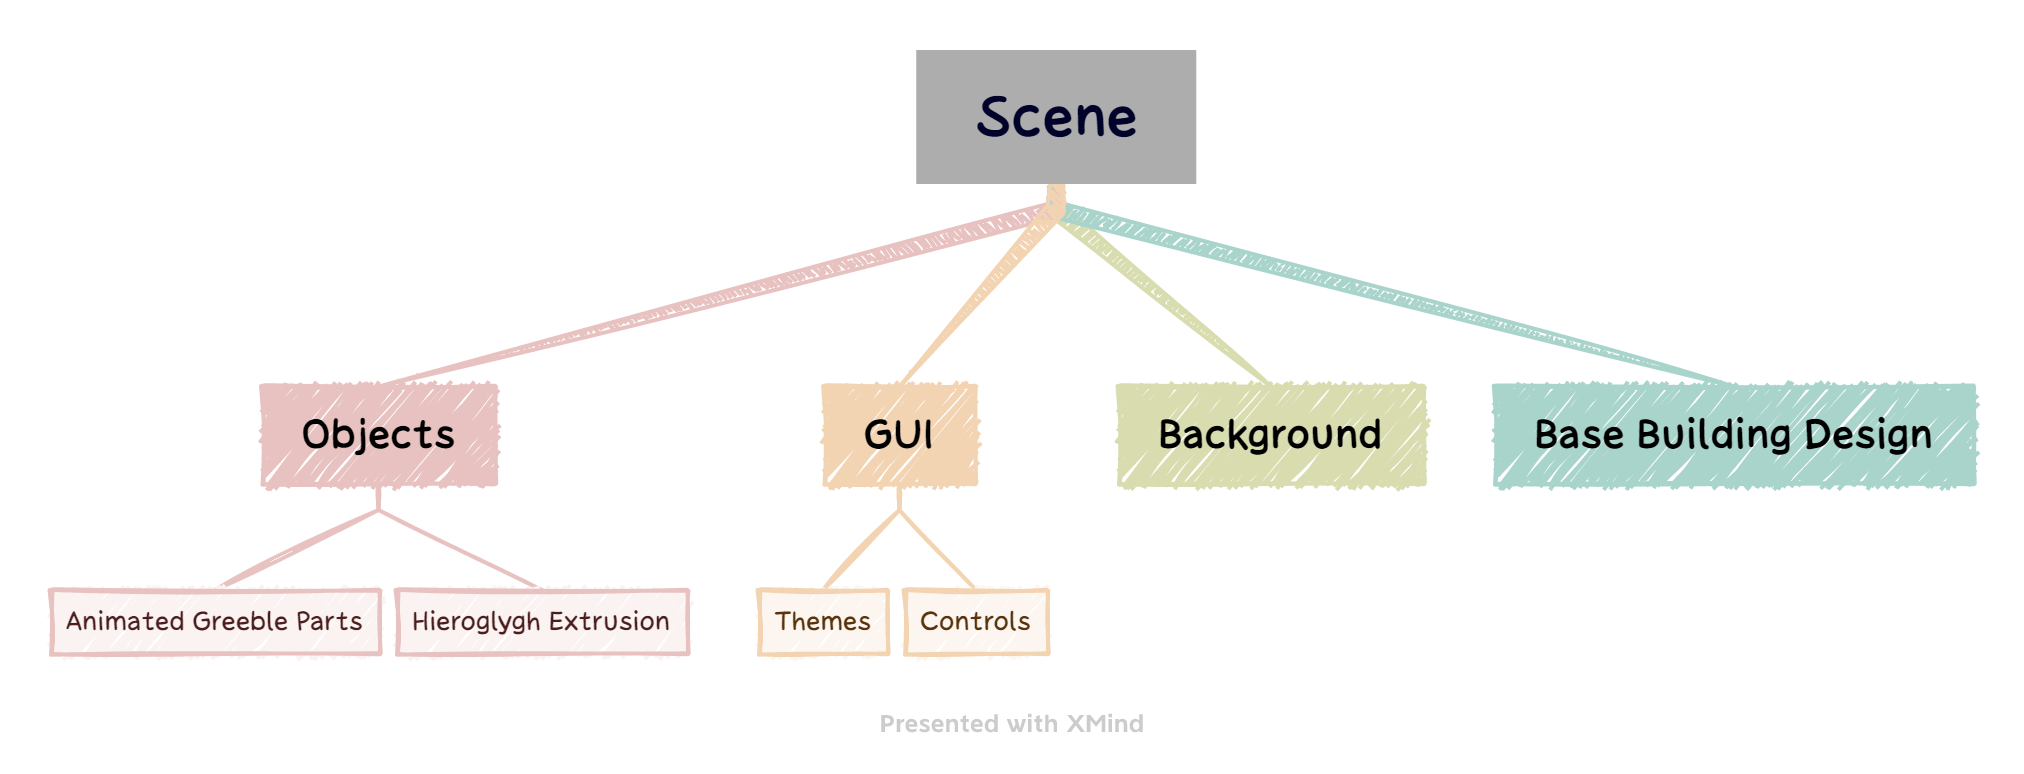 Scene
Objects
GUI
Background
Base Building Design
Animated Greeble Parts
Hieroglygh Extrusion
Themes
Controls
Presented with XMind